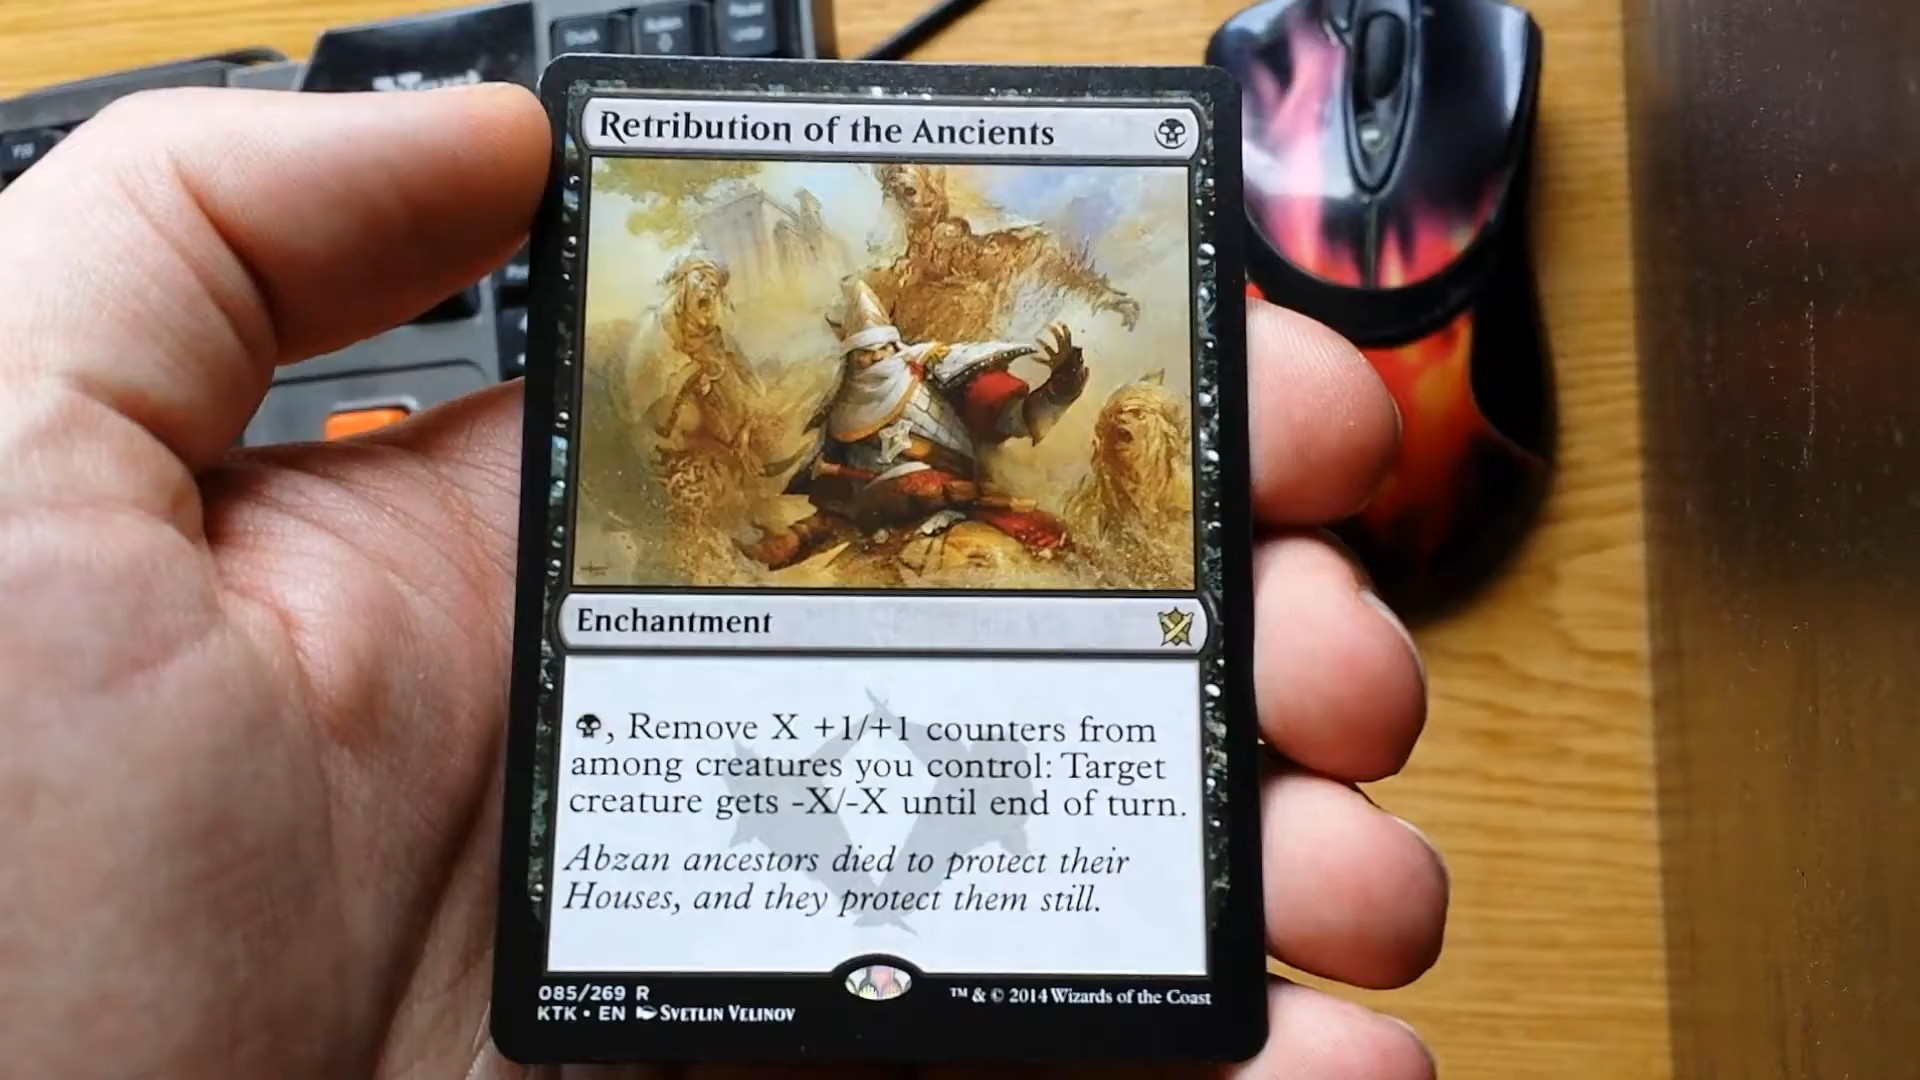 Retribution of the Ancients
Enchantment
, Remove X +1/+1 counters from
among creatures you control: Target
creature gets -X/-X until end of turn.
Abzan ancestors died to protect their
Houses, and they protect them still.
085/269 R
KTK • EN Svetlin Velinov
™ & © 2014 Wizards of the Coast